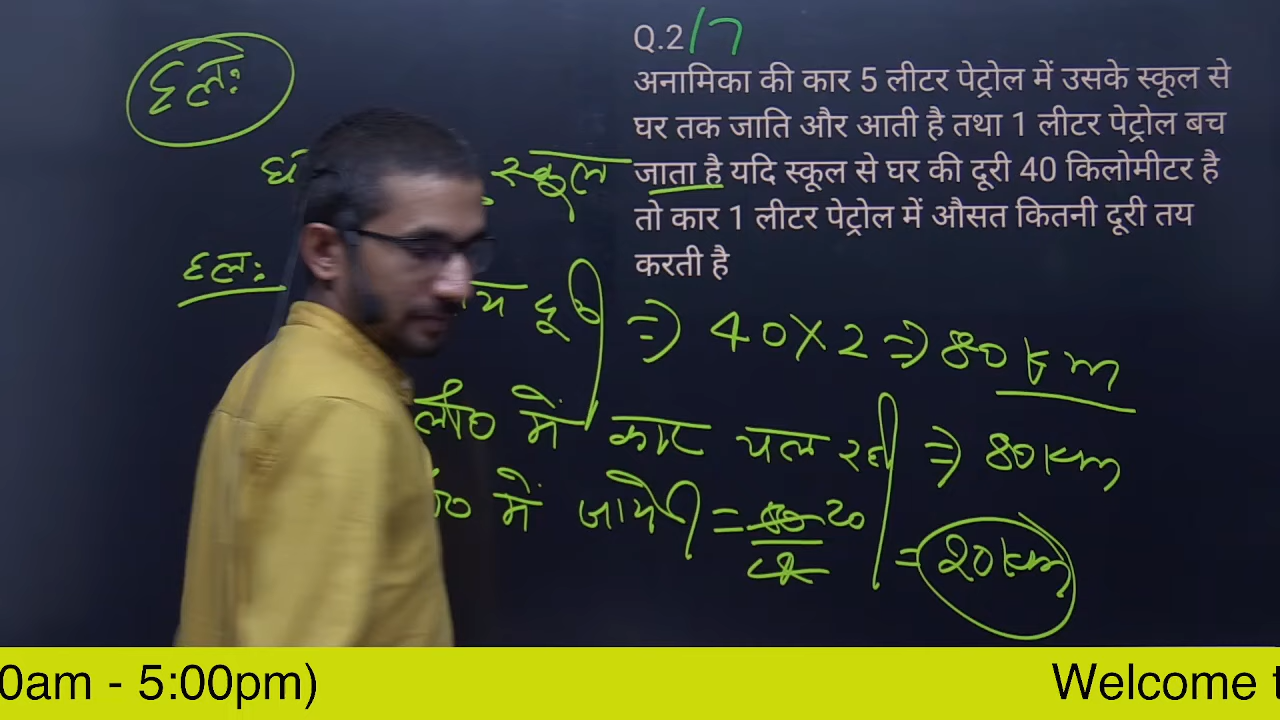 Q.2/7
अनामिका की कार 5 लीटर पेट्रोल में उसके स्कूल से
घर तक जाति और आती है तथा 1 लीटर पेट्रोल बच
जाता है यदि स्कूल से घर की दूरी 40 किलोमीटर है
तो कार 1 लीटर पेट्रोल में औसत कितनी दूरी तय
करती है
हल:
स्कूल
हल:
दूरी => 40X2 => 80 km
ली० में कार चल रही => 80 km
में जायेगी = 20
= 20 km
0am - 5:00pm)
Welcome t